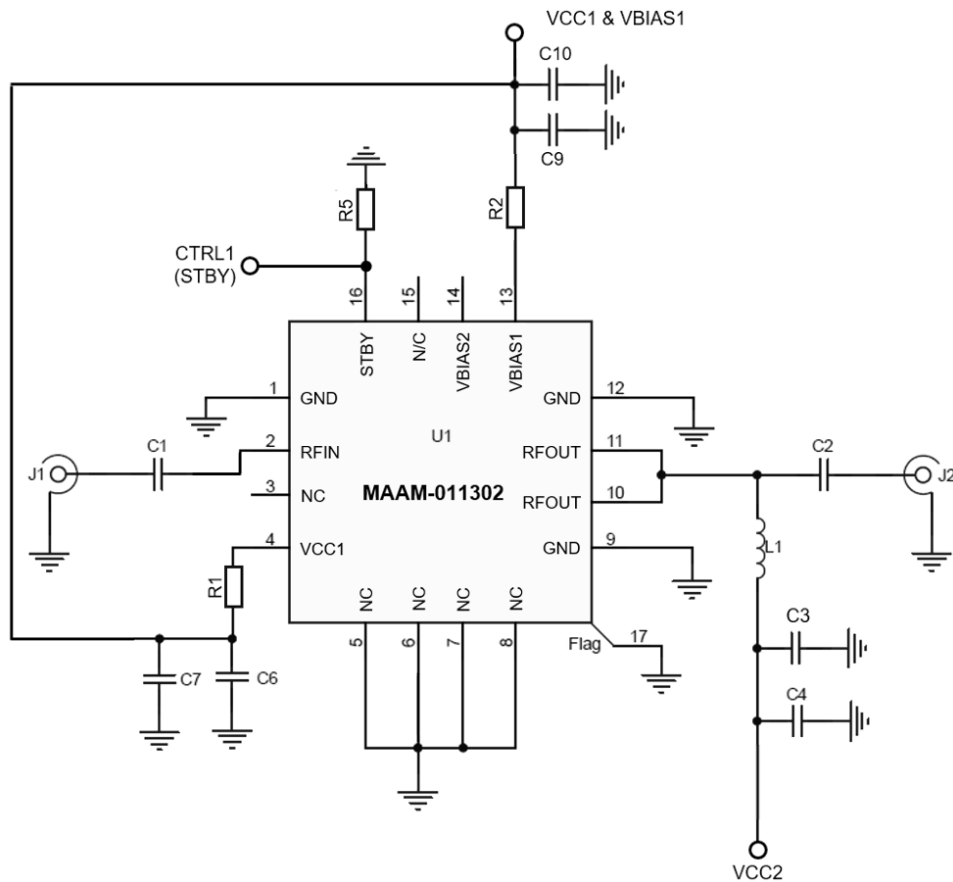 VCC1 & VBIAS1
C10
C9
R5
R2
CTRL1
(STBY)
16
15
14
13
STBY
N/C
VBIAS2
VBIAS1
1
GND
12
GND
U1
C1
2
RFIN
11
RFOUT
C2
J1
J2
3
NC
MAAM-011302
10
RFOUT
4
VCC1
9
GND
L1
R1
NC
NC
NC
NC
5
6
7
8
Flag
17
C3
C7
C6
C4
VCC2